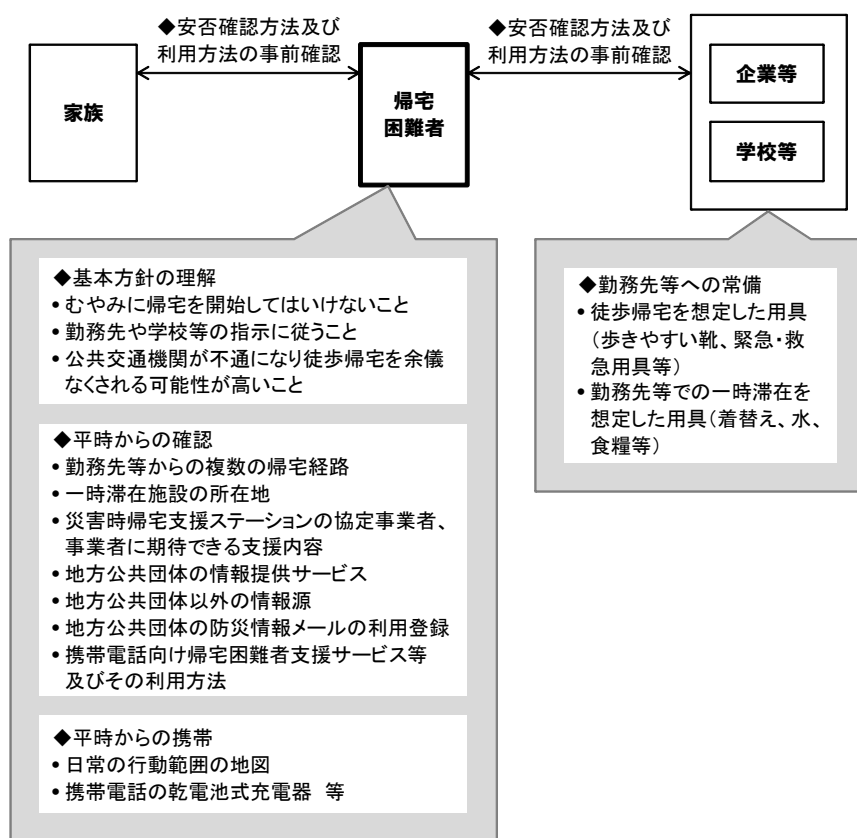 ◆安否確認方法及び
利用方法の事前確認
◆安否確認方法及び
利用方法の事前確認
家族
帰宅
困難者
企業等
学校等
◆基本方針の理解
• むやみに帰宅を開始してはいけないこと
• 勤務先や学校等の指示に従うこと
• 公共交通機関が不通になり徒歩帰宅を余儀
なくされる可能性が高いこと
◆平時からの確認
• 勤務先等からの複数の帰宅経路
• 一時滞在施設の所在地
• 災害時帰宅支援ステーションの協定事業者、
事業者に期待できる支援内容
• 地方公共団体の情報提供サービス
• 地方公共団体以外の情報源
• 地方公共団体の防災情報メールの利用登録
• 携帯電話向け帰宅困難者支援サービス等
及びその利用方法
◆平時からの携帯
• 日常の行動範囲の地図
• 携帯電話の乾電池式充電器 等
◆勤務先等への常備
• 徒歩帰宅を想定した用具
（歩きやすい靴、緊急・救
急用具等）
• 勤務先等での一時滞在を
想定した用具（着替え、水、
食糧等）